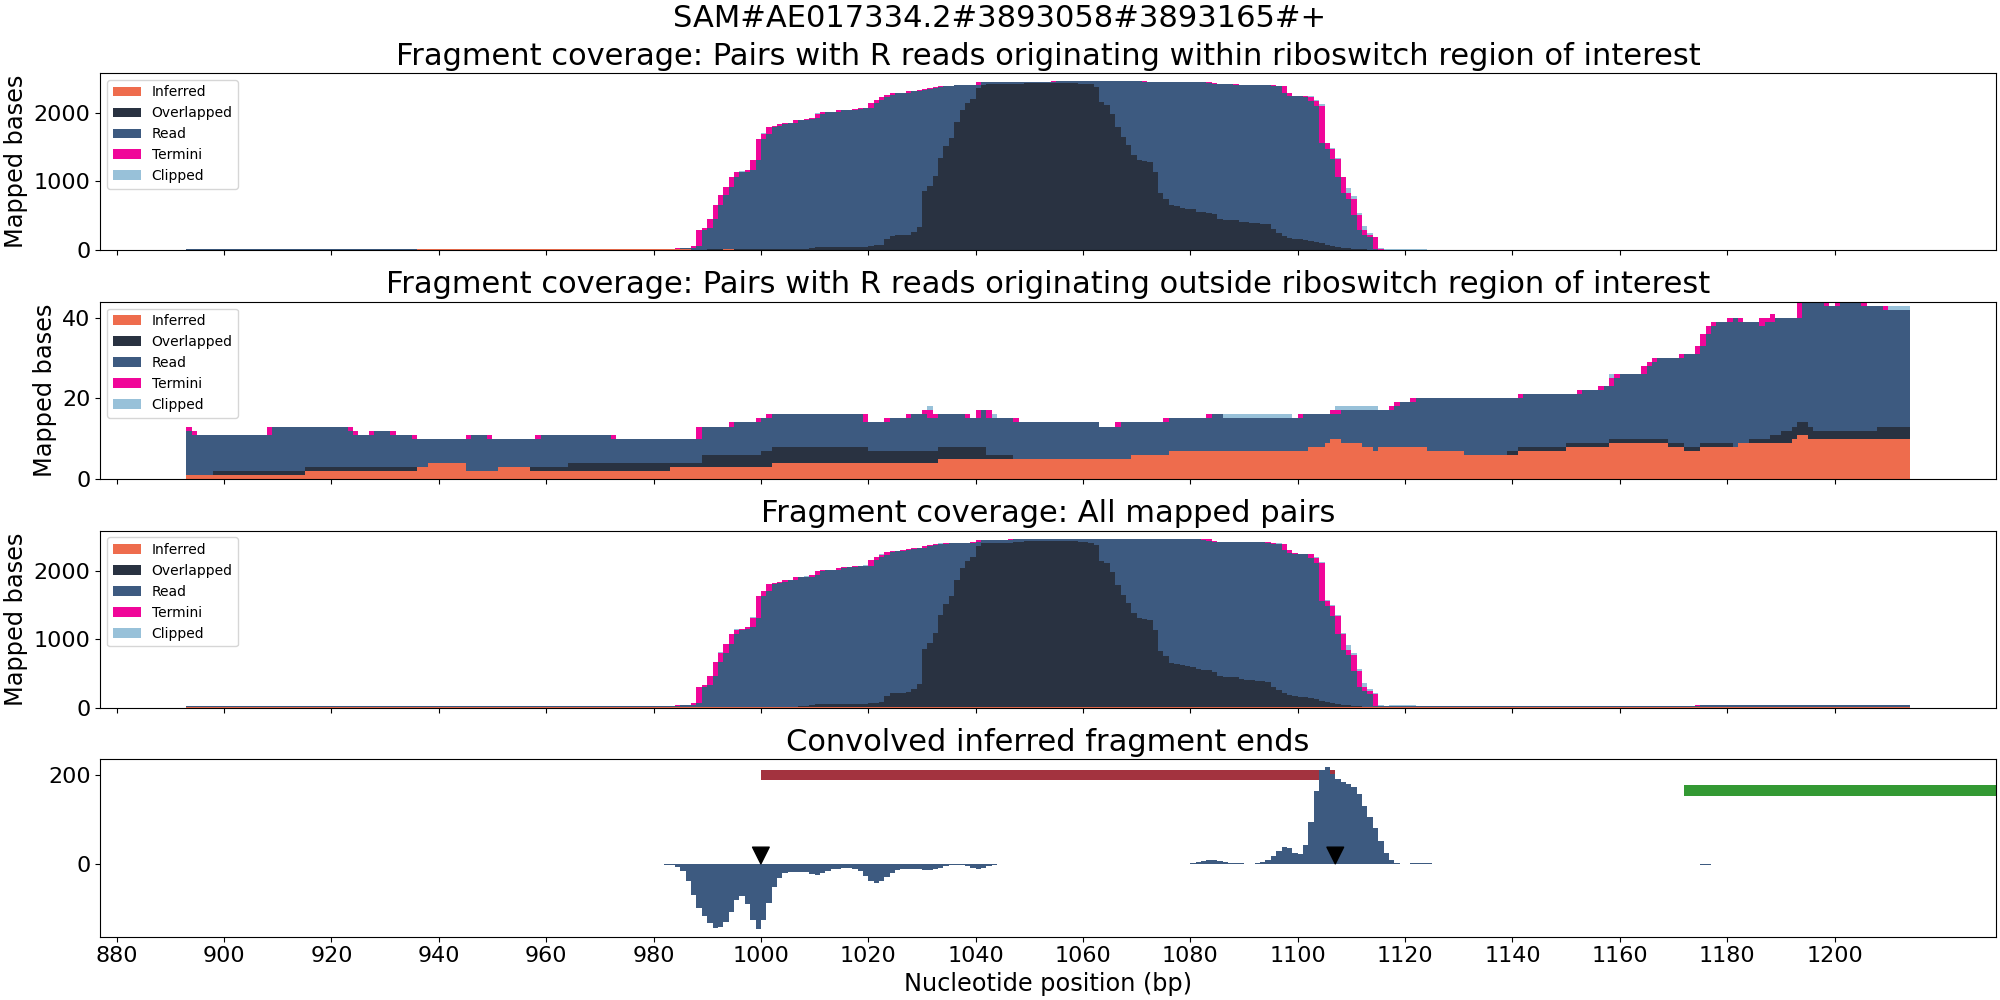 SAM#AE017334.2#3893058#3893165#+
Fragment coverage: Pairs with R reads originating within riboswitch region of interest
Mapped bases
2000
1000
0
Inferred
Overlapped
Read
Termini
Clipped
Fragment coverage: Pairs with R reads originating outside riboswitch region of interest
Mapped bases
40
20
0
Inferred
Overlapped
Read
Termini
Clipped
Fragment coverage: All mapped pairs
Mapped bases
2000
1000
0
Inferred
Overlapped
Read
Termini
Clipped
Convolved inferred fragment ends
200
0
880 900 920 940 960 980 1000 1020 1040 1060 1080 1100 1120 1140 1160 1180 1200
Nucleotide position (bp)